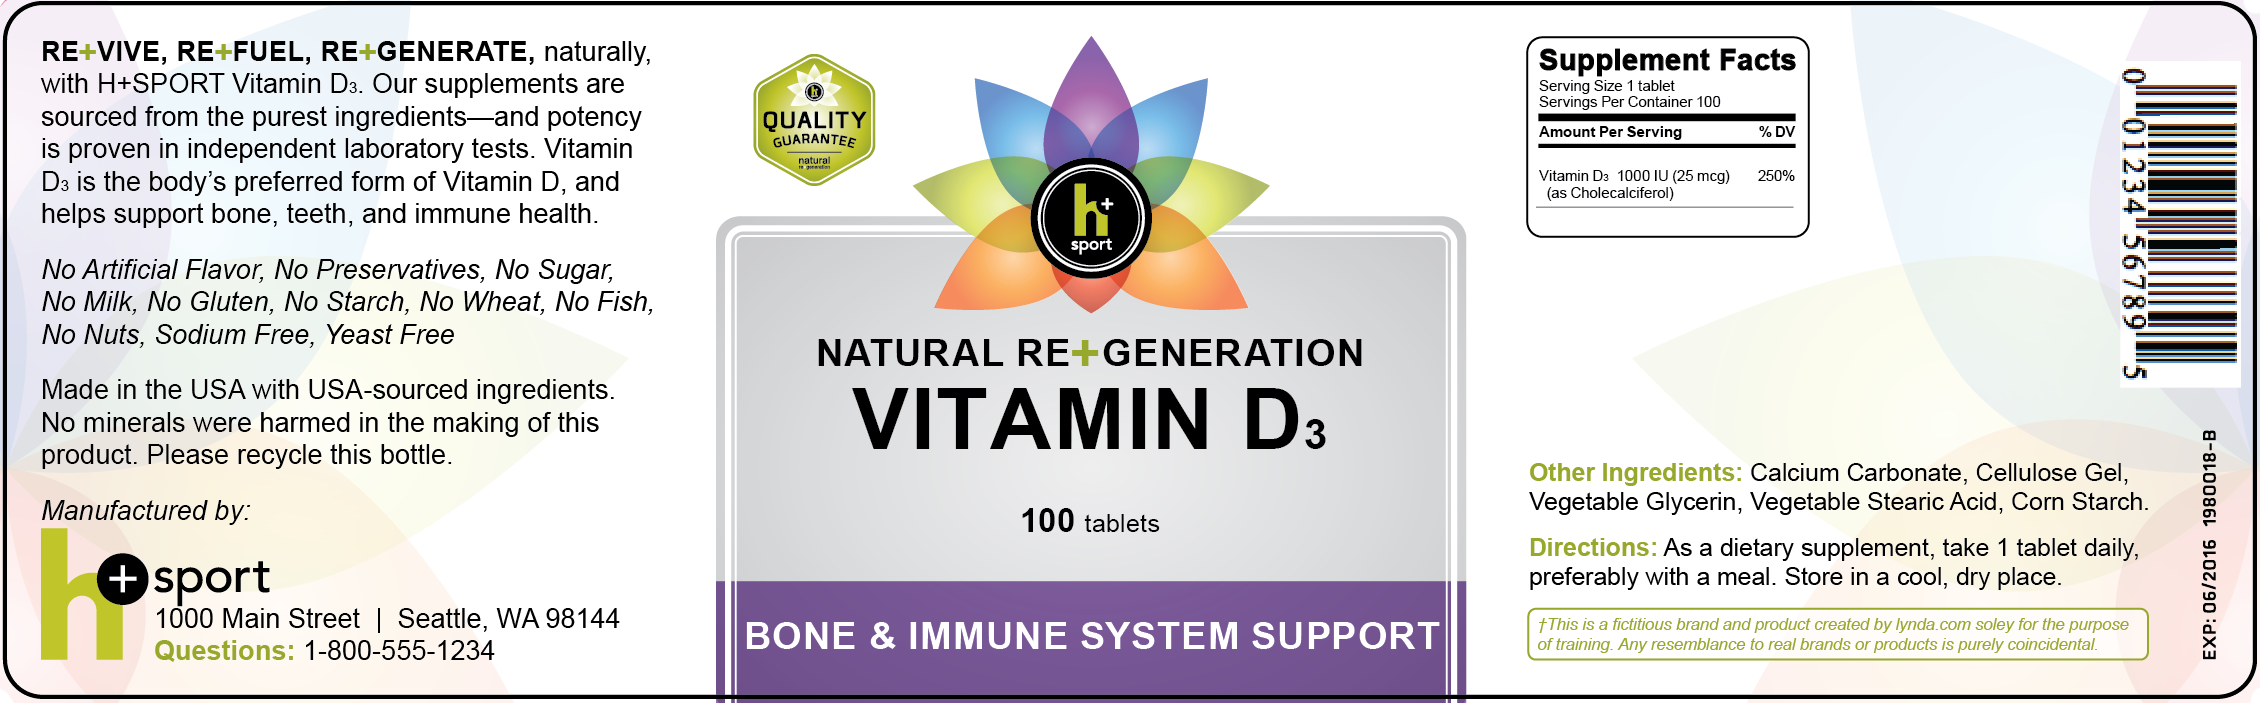 RE+VIVE, RE+FUEL, RE+GENERATE, naturally,
with H+SPORT Vitamin D3. Our supplements are
sourced from the purest ingredients—and potency
is proven in independent laboratory tests. Vitamin
D3 is the body’s preferred form of Vitamin D, and
helps support bone, teeth, and immune health.
No Artificial Flavor, No Preservatives, No Sugar,
No Milk, No Gluten, No Starch, No Wheat, No Fish,
No Nuts, Sodium Free, Yeast Free
Made in the USA with USA-sourced ingredients.
No minerals were harmed in the making of this
product. Please recycle this bottle.
Manufactured by:
h+ sport
1000 Main Street | Seattle, WA 98144
Questions: 1-800-555-1234
h
QUALITY
GUARANTEE
natural
re+generation
h+
sport
NATURAL RE+GENERATION
VITAMIN D3
100 tablets
BONE & IMMUNE SYSTEM SUPPORT
Supplement Facts
Serving Size 1 tablet
Servings Per Container 100
Amount Per Serving % DV
Vitamin D3 1000 IU (25 mcg) 250%
(as Cholecalciferol)
Other Ingredients: Calcium Carbonate, Cellulose Gel,
Vegetable Glycerin, Vegetable Stearic Acid, Corn Starch.
Directions: As a dietary supplement, take 1 tablet daily,
preferably with a meal. Store in a cool, dry place.
†This is a fictitious brand and product created by lynda.com soley for the purpose
of training. Any resemblance to real brands or products is purely coincidental.
0 01234 56789 5
EXP: 06/2016 1980018-B